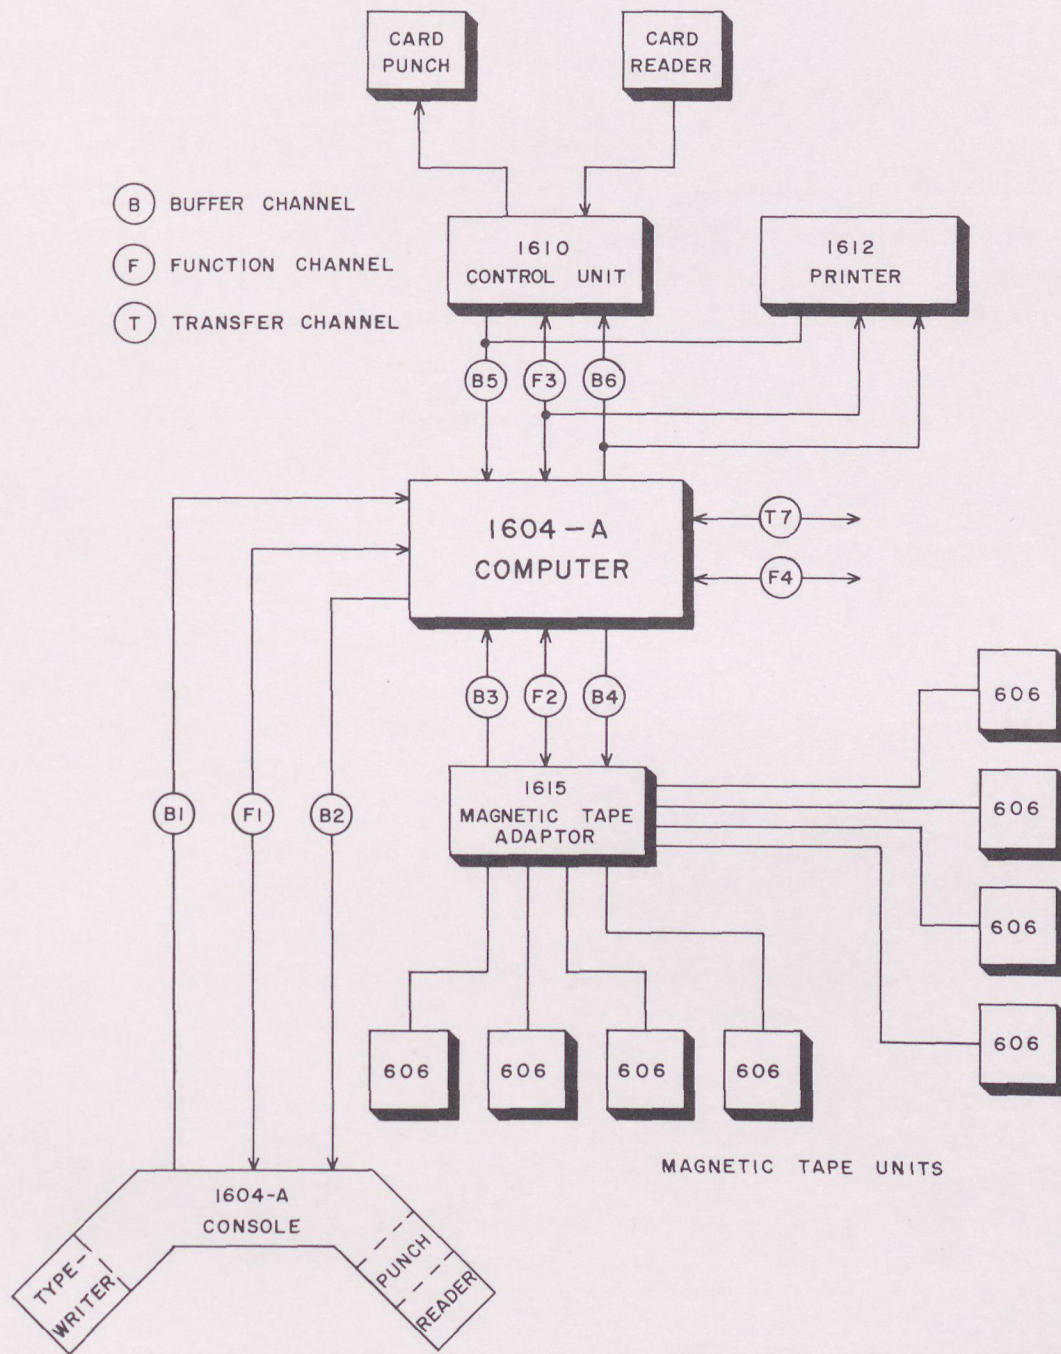 CARD
PUNCH
CARD
READER
B BUFFER CHANNEL
F FUNCTION CHANNEL
T TRANSFER CHANNEL
1610
CONTROL UNIT
1612
PRINTER
B5
F3
B6
1604-A
COMPUTER
T7
F4
B3
F2
B4
606
606
606
606
1615
MAGNETIC TAPE
ADAPTOR
B1
F1
B2
606
606
606
606
MAGNETIC TAPE UNITS
1604-A
CONSOLE
TYPE-
WRITER
PUNCH
READER